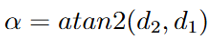 α = atan2(d₂, d₁)